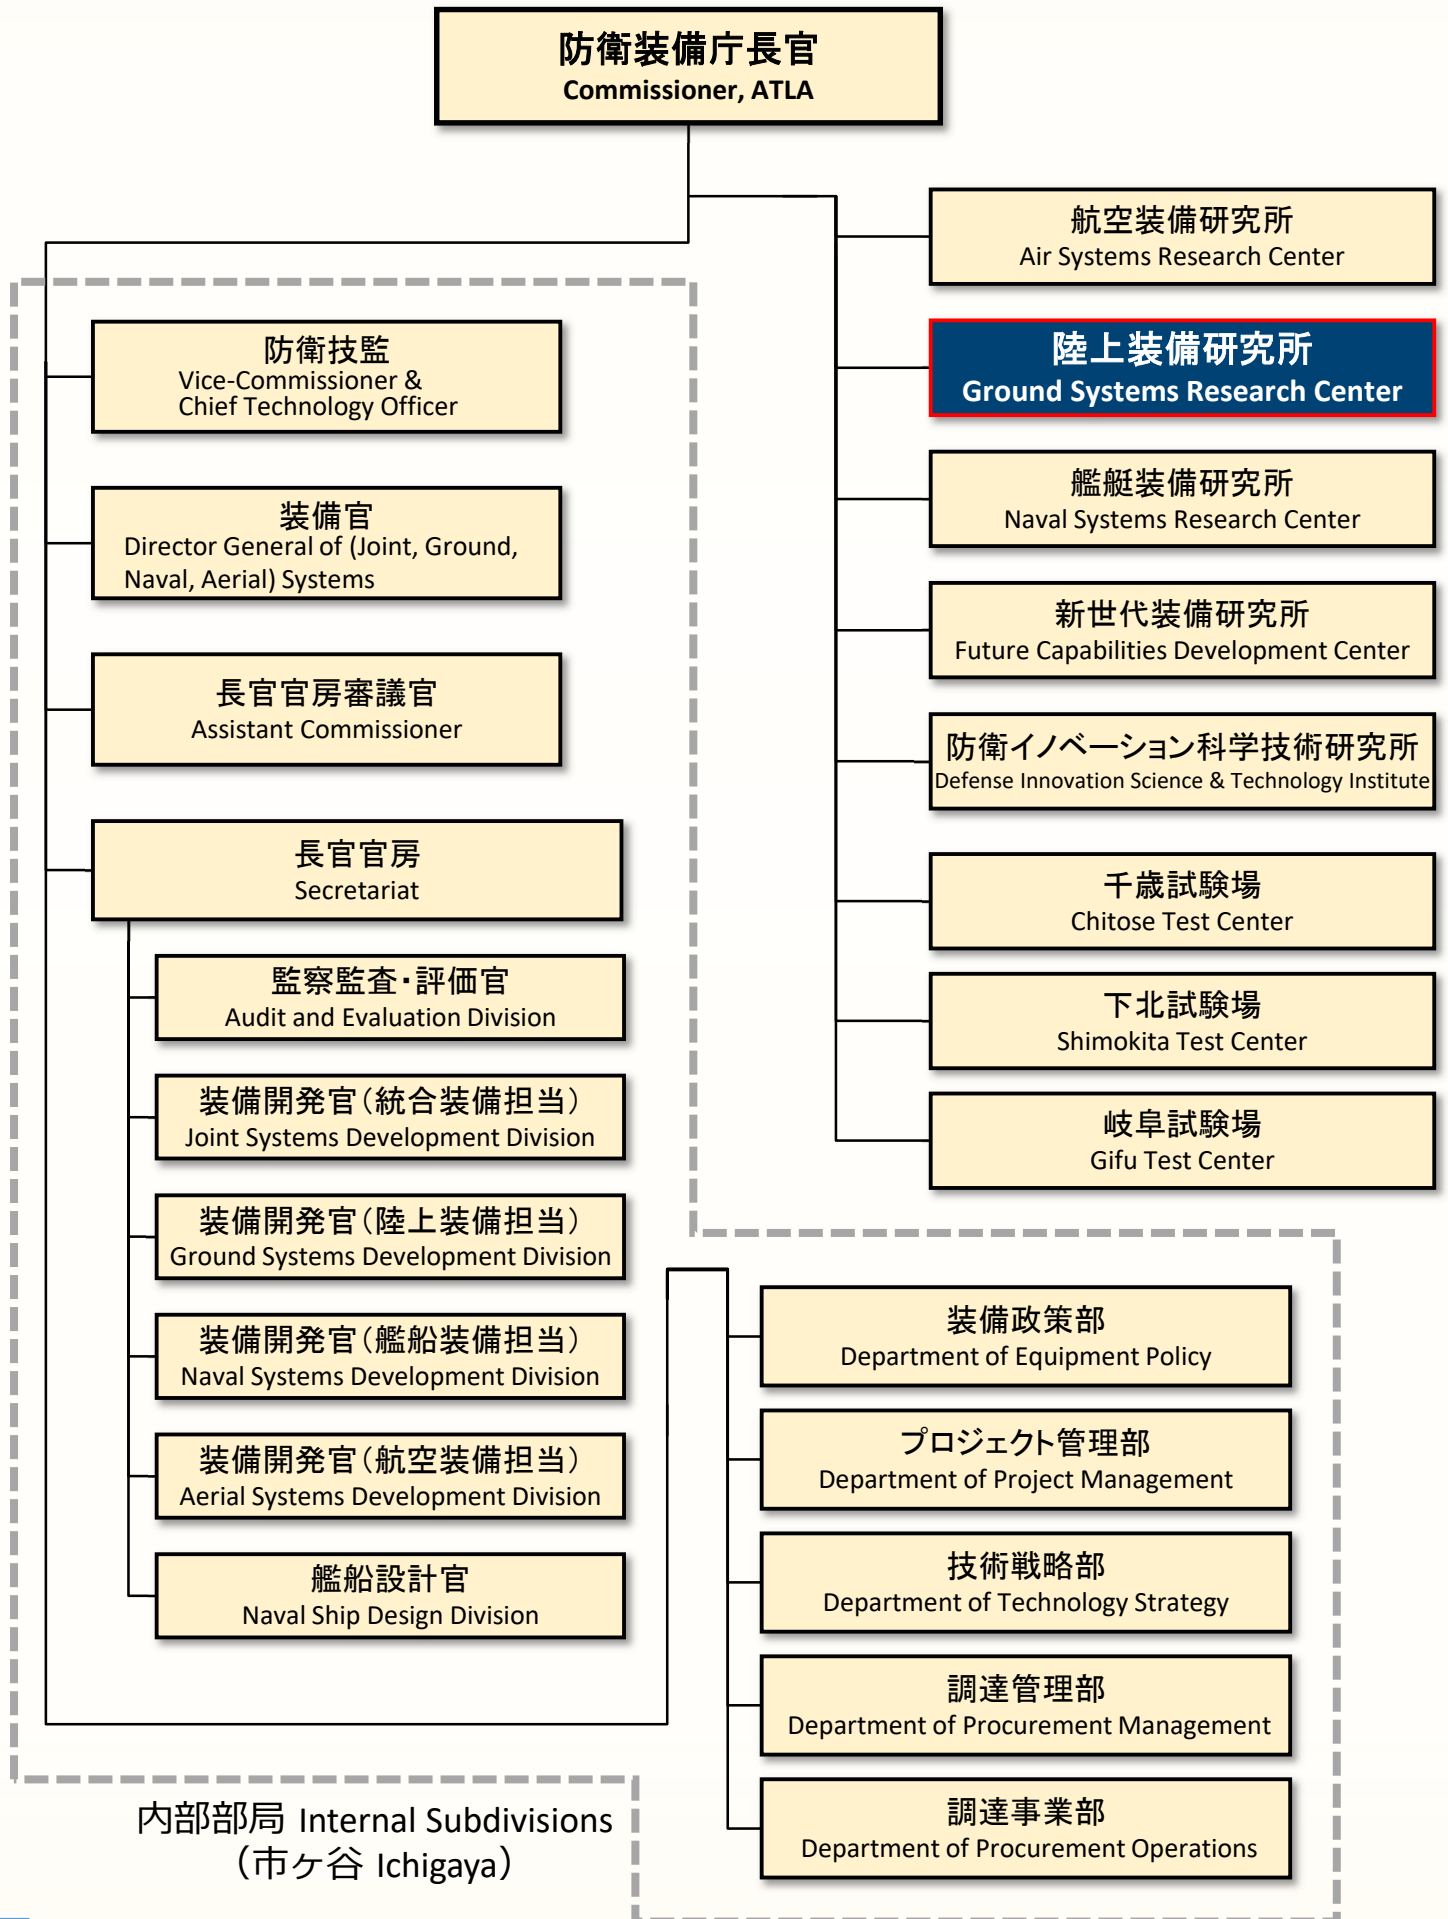 防衛装備庁長官
Commissioner, ATLA
航空装備研究所
Air Systems Research Center
陸上装備研究所
Ground Systems Research Center
艦艇装備研究所
Naval Systems Research Center
新世代装備研究所
Future Capabilities Development Center
防衛イノベーション科学技術研究所
Defense Innovation Science & Technology Institute
千歳試験場
Chitose Test Center
下北試験場
Shimokita Test Center
岐阜試験場
Gifu Test Center
防衛技監
Vice-Commissioner &
Chief Technology Officer
装備官
Director General of (Joint, Ground,
Naval, Aerial) Systems
長官官房審議官
Assistant Commissioner
長官官房
Secretariat
監察監査・評価官
Audit and Evaluation Division
装備開発官（統合装備担当）
Joint Systems Development Division
装備開発官（陸上装備担当）
Ground Systems Development Division
装備開発官（艦船装備担当）
Naval Systems Development Division
装備開発官（航空装備担当）
Aerial Systems Development Division
艦船設計官
Naval Ship Design Division
装備政策部
Department of Equipment Policy
プロジェクト管理部
Department of Project Management
技術戦略部
Department of Technology Strategy
調達管理部
Department of Procurement Management
調達事業部
Department of Procurement Operations
内部部局 Internal Subdivisions
（市ヶ谷 Ichigaya）